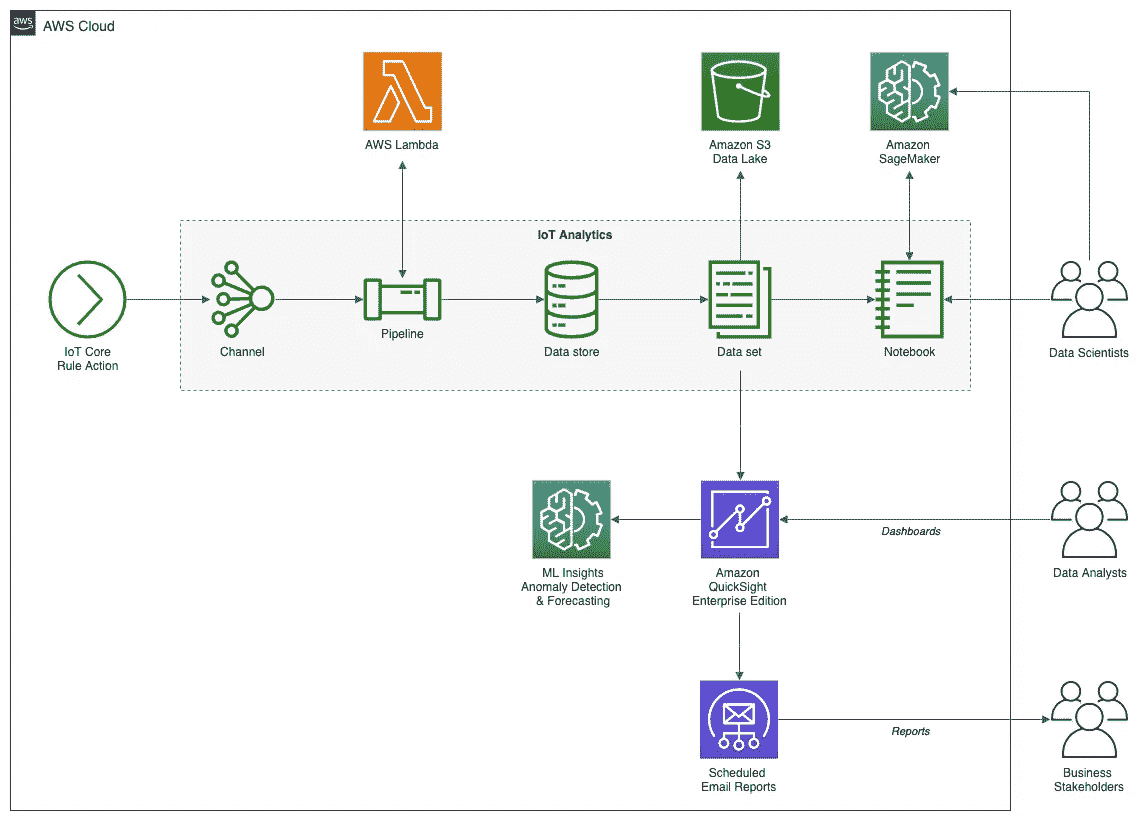 aws
AWS Cloud
AWS Lambda
Amazon S3
Data Lake
Amazon
SageMaker
IoT Analytics
IoT Core
Rule Action
Channel
Pipeline
Data store
Data set
Notebook
Data Scientists
ML Insights
Anomaly Detection
& Forecasting
Amazon
QuickSight
Enterprise Edition
Dashboards
Data Analysts
Scheduled
Email Reports
Reports
Business
Stakeholders